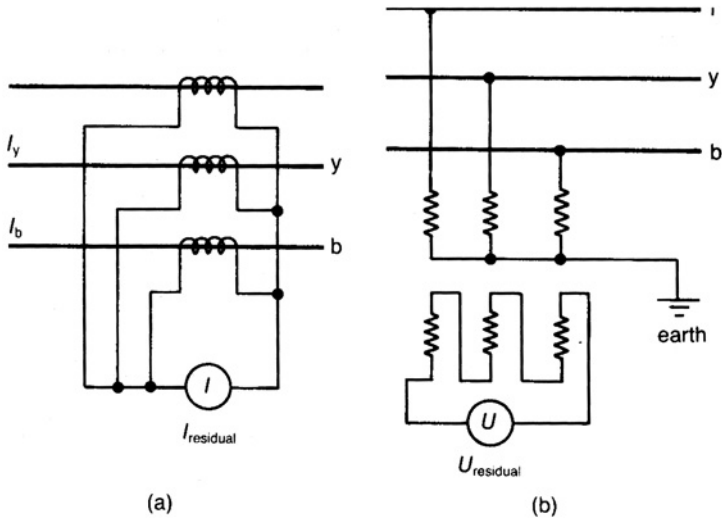 I_y y
I_b b
I
I_residual
(a)
y
b
earth
U
U_residual
(b)